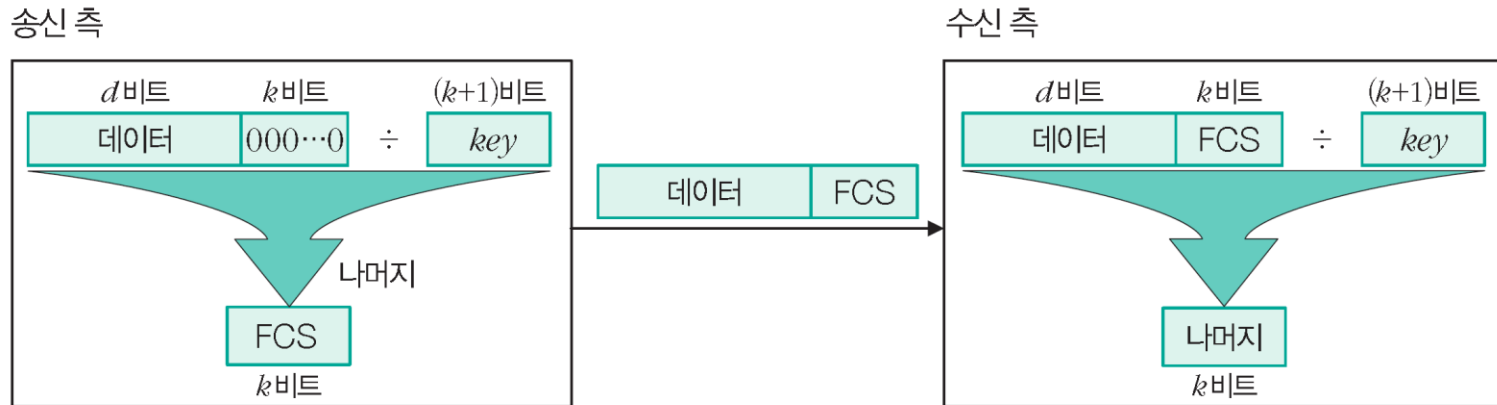 송신 측
d비트 k비트 (k+1)비트
데이터 000···0 ÷ key
나머지
FCS
k비트
데이터 FCS
수신 측
d비트 k비트 (k+1)비트
데이터 FCS ÷ key
나머지
k비트